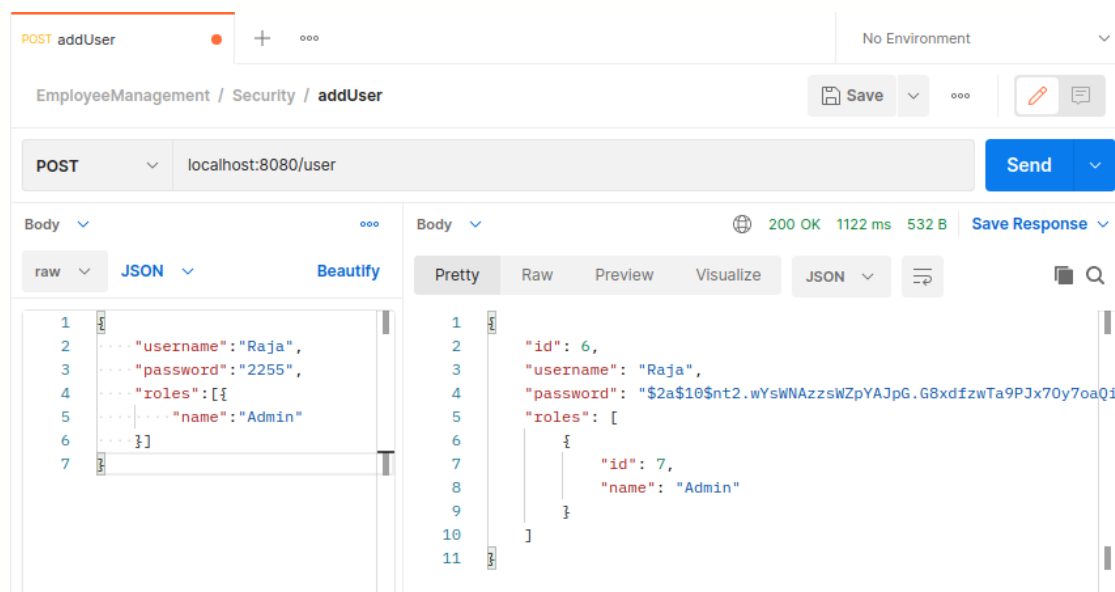 POST addUser
No Environment
EmployeeManagement / Security / addUser
Save
POST
localhost:8080/user
Send
Body
Body
200 OK 1122 ms 532 B
Save Response
raw
JSON
Beautify
Pretty
Raw
Preview
Visualize
JSON
1 {
2 "username":"Raja",
3 "password":"2255",
4 "roles":[{
5 "name":"Admin"
6 }]
7 }
1 {
2 "id": 6,
3 "username": "Raja",
4 "password": "$2a$10$nt2.wYsWNAzzsWZpYAJpG.G8xdfzwTa9PJx7Oy7oaQi
5 "roles": [
6 {
7 "id": 7,
8 "name": "Admin"
9 }
10 ]
11 }